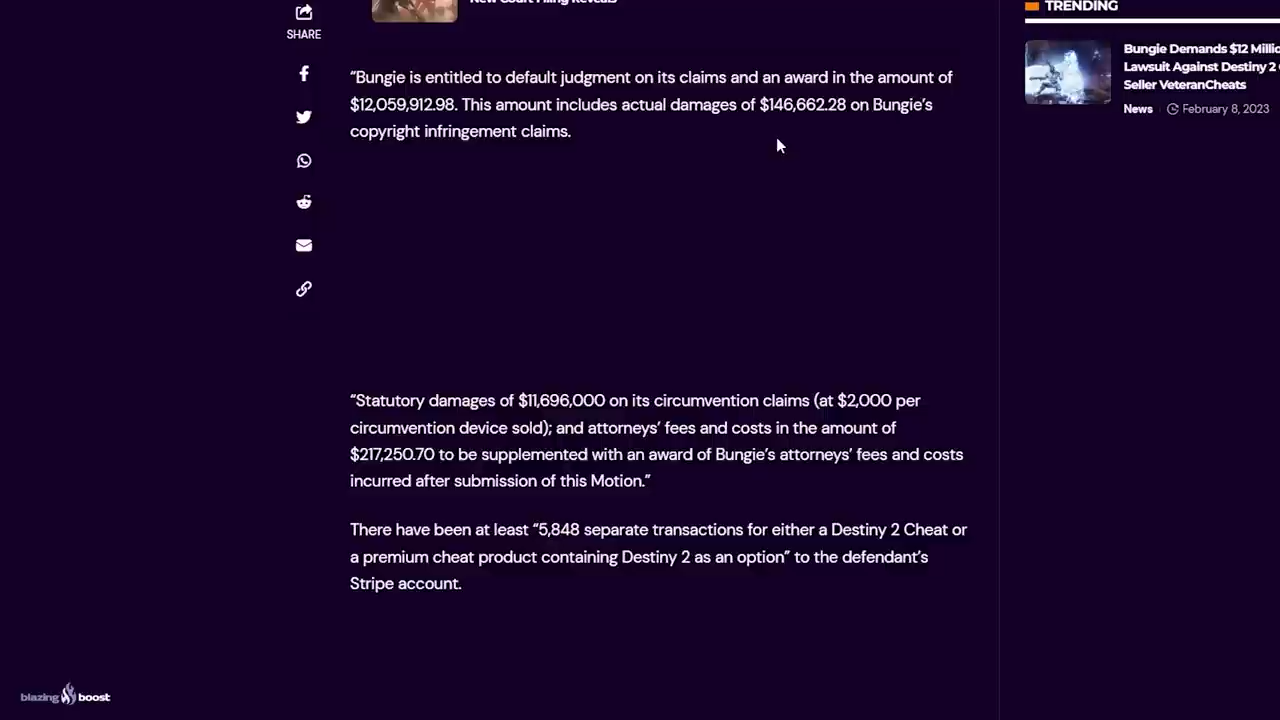 New Court Filing Reveals
TRENDING
SHARE
“Bungie is entitled to default judgment on its claims and an award in the amount of
$12,059,912.98. This amount includes actual damages of $146,662.28 on Bungie’s
copyright infringement claims.
Bungie Demands $12 Millio
Lawsuit Against Destiny 2
Seller VeteranCheats
News
February 8, 2023
“Statutory damages of $11,696,000 on its circumvention claims (at $2,000 per
circumvention device sold); and attorneys’ fees and costs in the amount of
$217,250.70 to be supplemented with an award of Bungie’s attorneys’ fees and costs
incurred after submission of this Motion.”
There have been at least “5,848 separate transactions for either a Destiny 2 Cheat or
a premium cheat product containing Destiny 2 as an option” to the defendant’s
Stripe account.
blazing boost